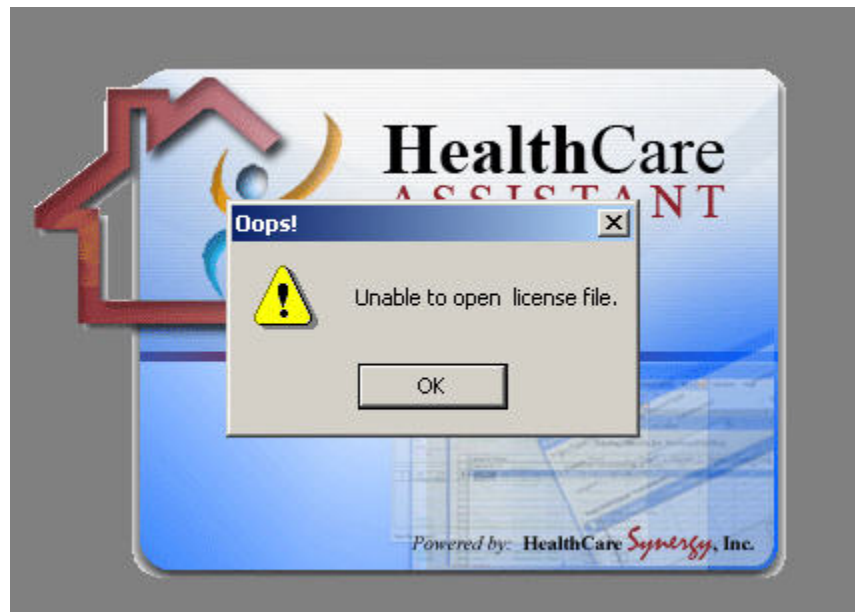 HealthCare
ASSISTANT
Oops!
Unable to open license file.
OK
Powered by: HealthCare Synergy, Inc.